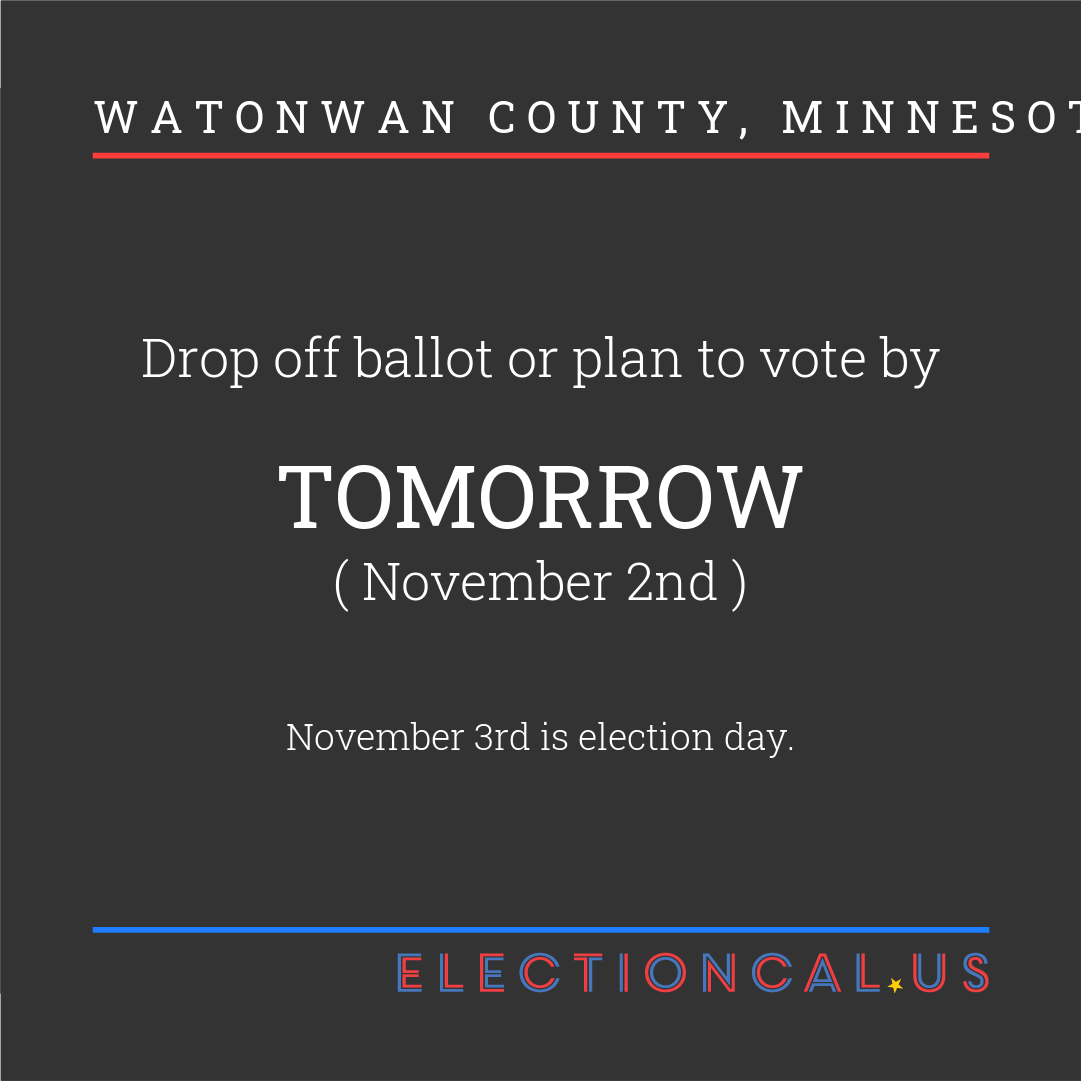 WATONWAN COUNTY, MINNESOT
Drop off ballot or plan to vote by
TOMORROW
( November 2nd )
November 3rd is election day.
ELECTIONCAL.US